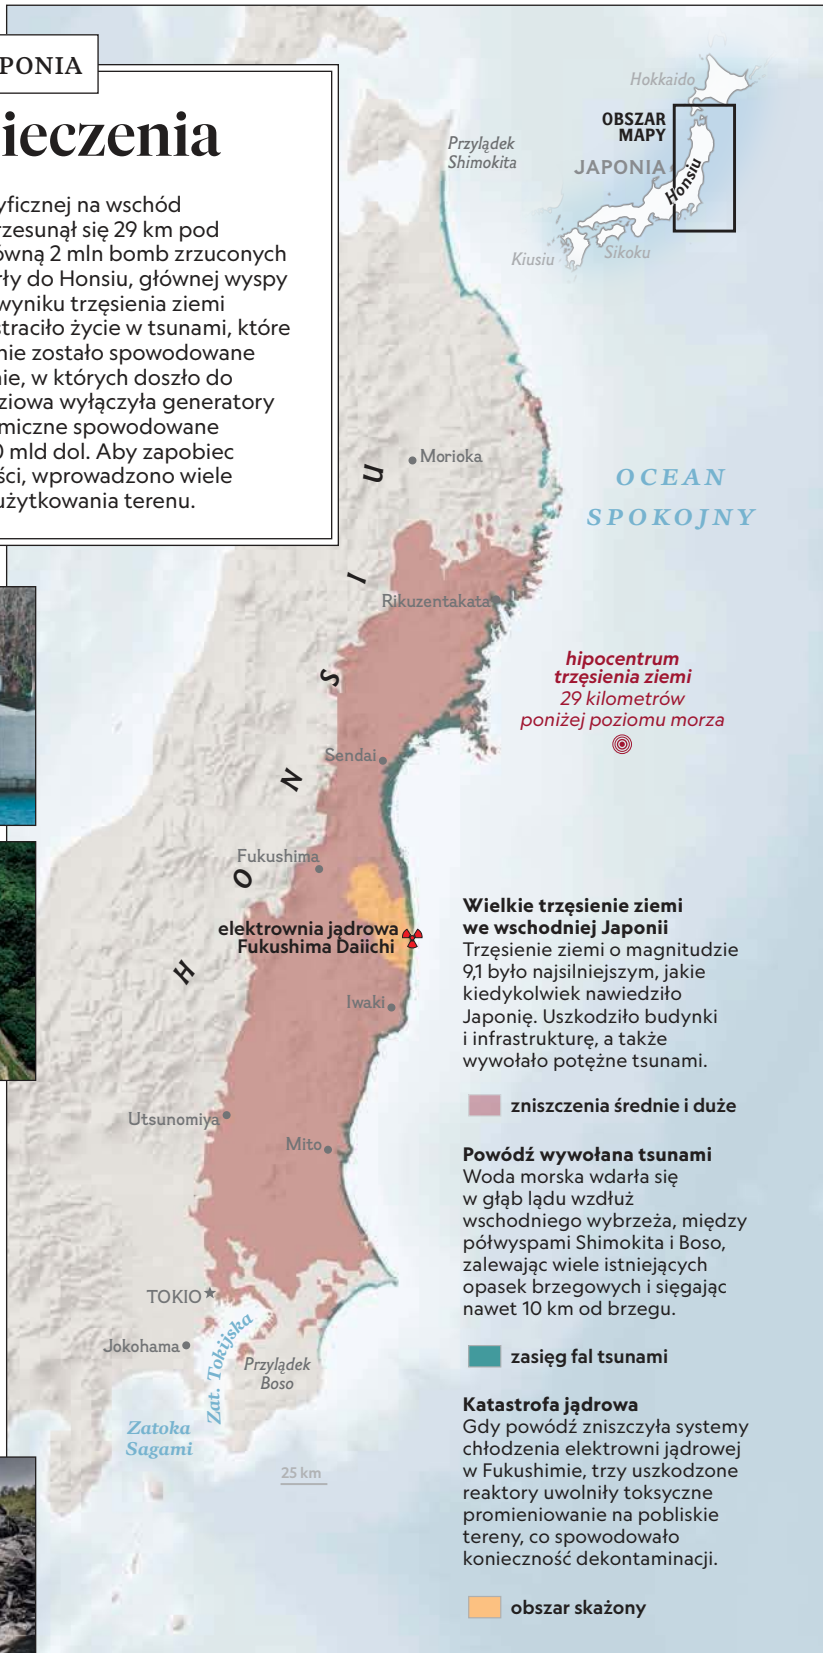 PONIA
ieczenia
yficznej na wschód
rzesunął się 29 km pod
ówną 2 mln bomb zrzuconych
rły do Honsiu, głównej wyspy
wyniku trzęsienia ziemi
straciło życie w tsunami, które
nie zostało spowodowane
nie, w których doszło do
ziowa wyłączyła generatory
miczne spowodowane
0 mld dol. Aby zapobiec
ści, wprowadzono wiele
użytkowania terenu.
Hokkaido
OBSZAR
MAPY
JAPONIA
Honsiu
Kiusiu
Sikoku
Przylądek
Shimokita
Morioka
OCEAN
SPOKOJNY
HONSIU
Rikuzentakata
hipocentrum
trzęsienia ziemi
29 kilometrów
poniżej poziomu morza
Sendai
Fukushima
elektrownia jądrowa
Fukushima Daiichi
Iwaki
Utsunomiya
Mito
TOKIO
Jokohama
Zat. Tokijska
Przylądek
Boso
Zatoka
Sagami
25 km
Wielkie trzęsienie ziemi
we wschodniej Japonii
Trzęsienie ziemi o magnitudzie
9,1 było najsilniejszym, jakie
kiedykolwiek nawiedziło
Japonię. Uszkodziło budynki
i infrastrukturę, a także
wywołało potężne tsunami.
zniszczenia średnie i duże
Powódź wywołana tsunami
Woda morska wdarła się
w głąb lądu wzdłuż
wschodniego wybrzeża, między
półwyspami Shimokita i Boso,
zalewając wiele istniejących
opasek brzegowych i sięgając
nawet 10 km od brzegu.
zasięg fal tsunami
Katastrofa jądrowa
Gdy powódź zniszczyła systemy
chłodzenia elektrowni jądrowej
w Fukushimie, trzy uszkodzone
reaktory uwolniły toksyczne
promieniowanie na pobliskie
tereny, co spowodowało
konieczność dekontaminacji.
obszar skażony